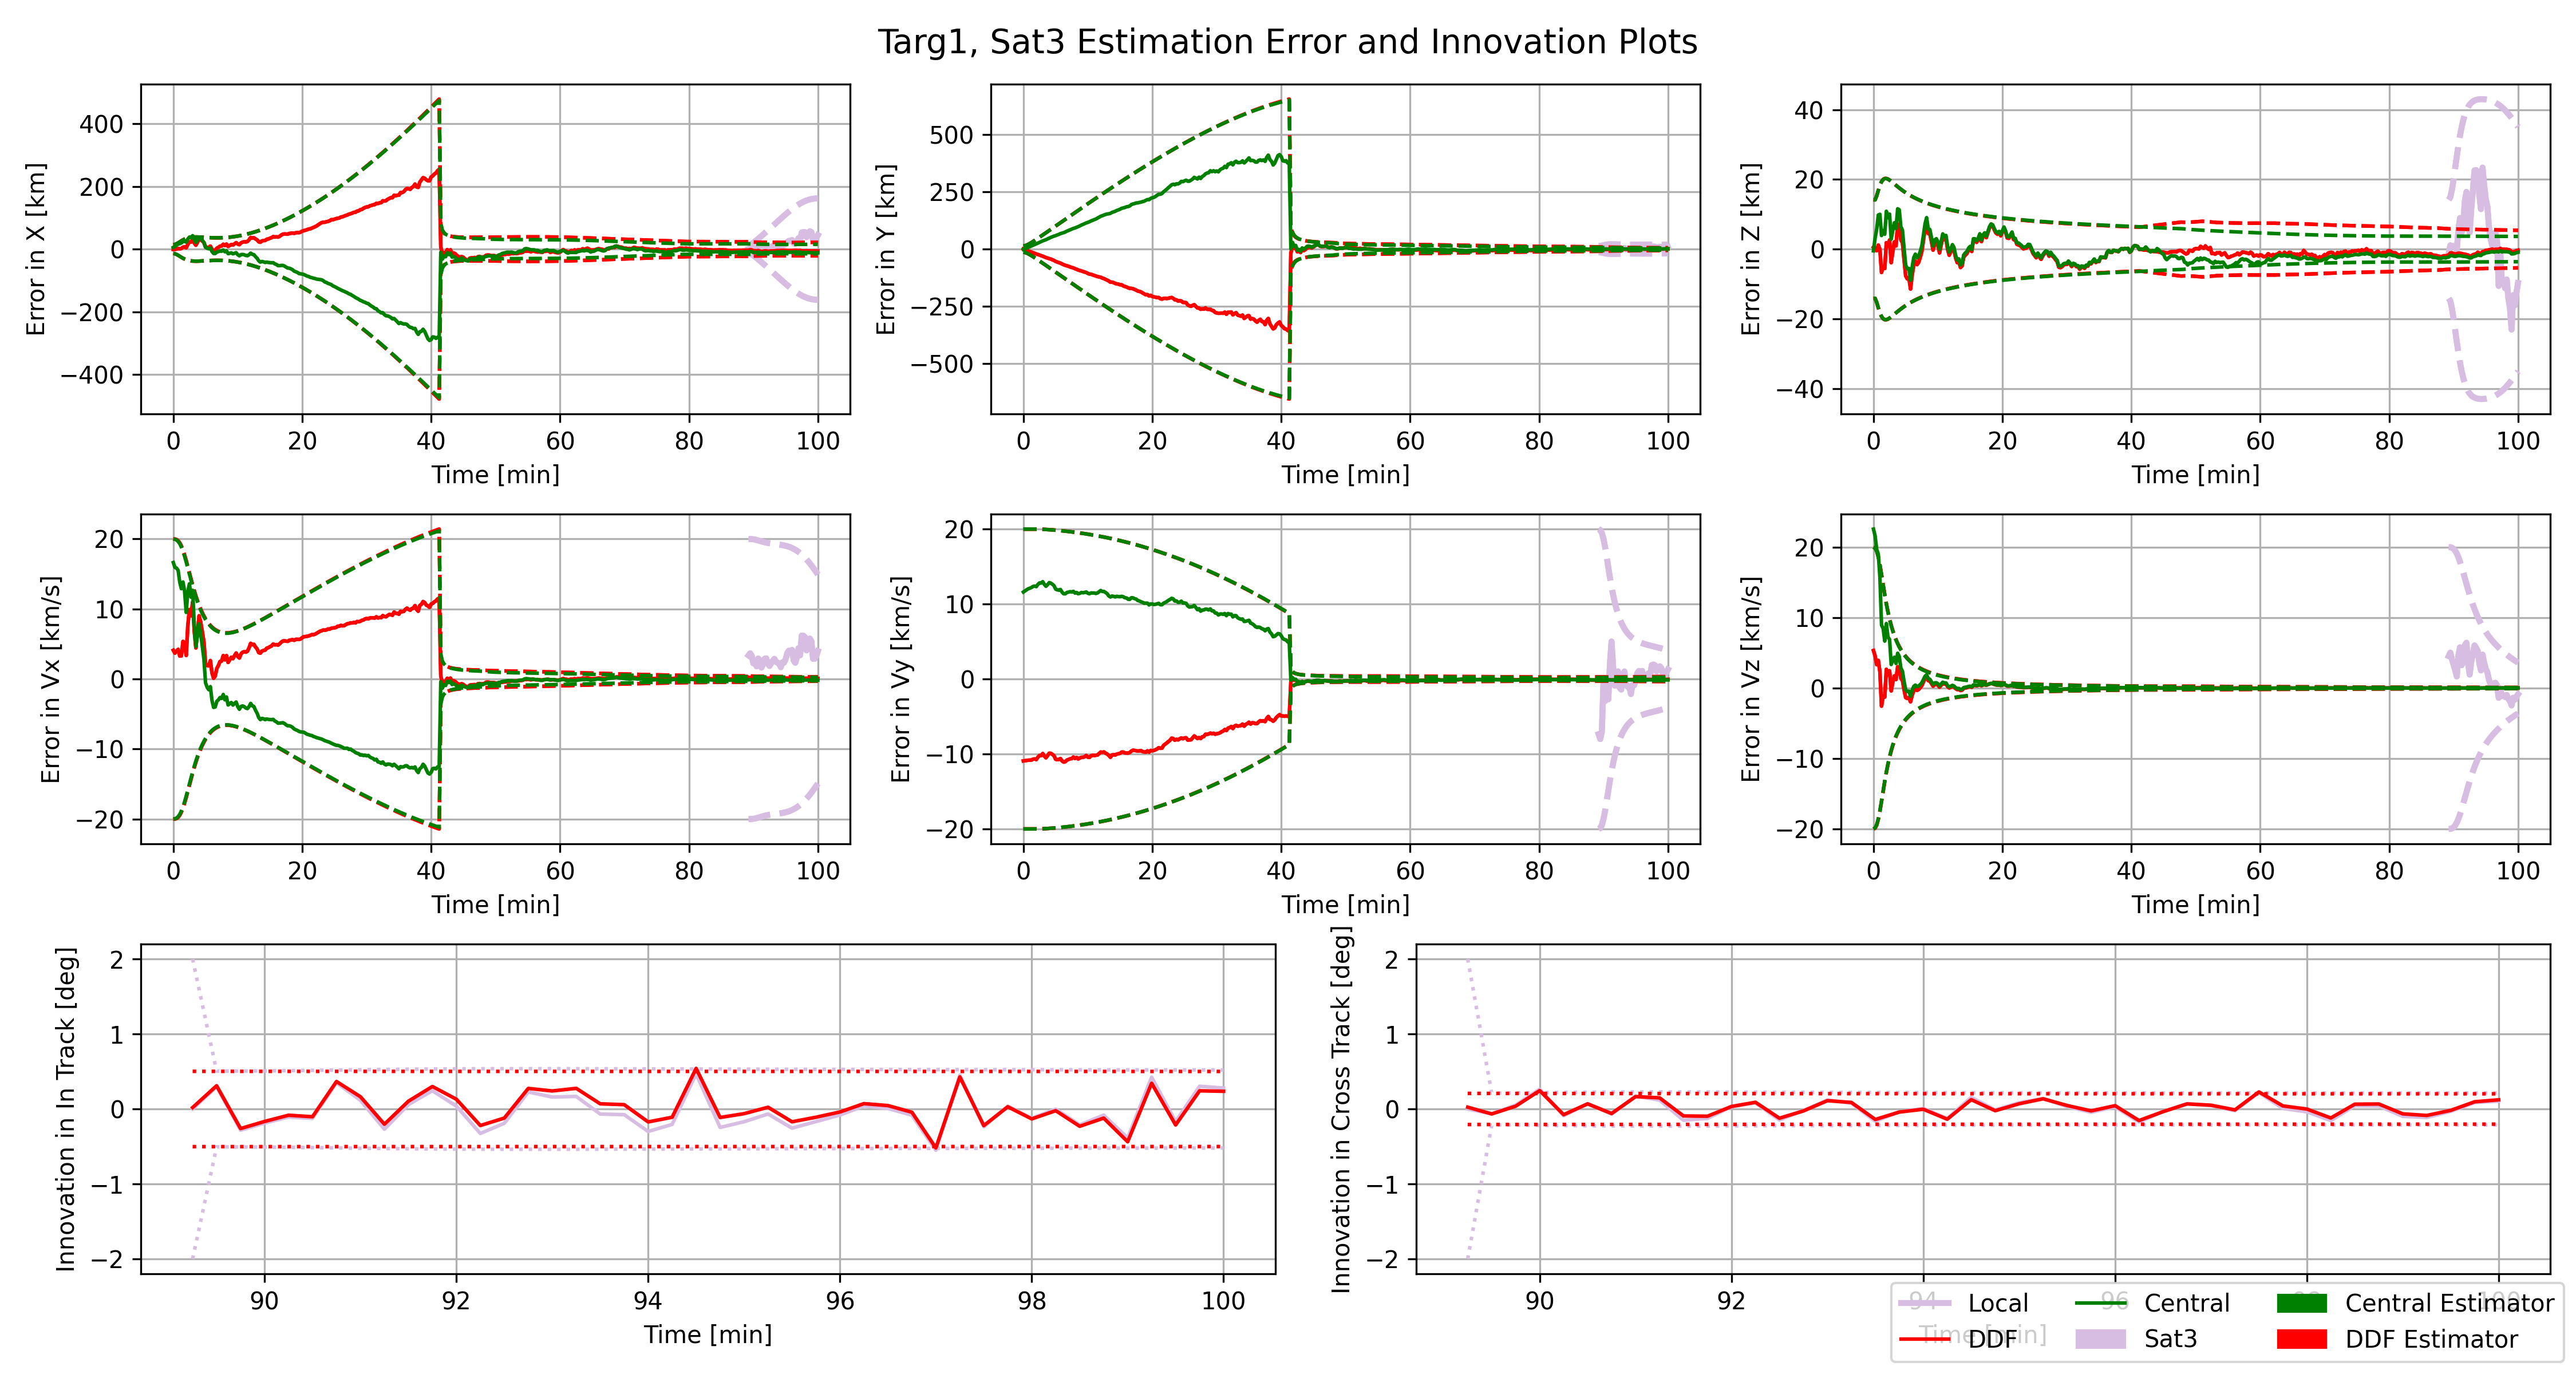 Targ1, Sat3 Estimation Error and Innovation Plots
Error in X [km]
400
200
0
−200
−400
0 20 40 60 80 100
Time [min]
Error in Y [km]
500
250
0
−250
−500
0 20 40 60 80 100
Time [min]
Error in Z [km]
40
20
0
−20
−40
0 20 40 60 80 100
Time [min]
Error in Vx [km/s]
20
10
0
−10
−20
0 20 40 60 80 100
Time [min]
Error in Vy [km/s]
20
10
0
−10
−20
0 20 40 60 80 100
Time [min]
Error in Vz [km/s]
20
10
0
−10
−20
0 20 40 60 80 100
Time [min]
Innovation in In Track [deg]
2
1
0
−1
−2
90 92 94 96 98 100
Time [min]
Innovation in Cross Track [deg]
2
1
0
−1
−2
90 92 94 96 98 100
Time [min]
Local Central Central Estimator
DDF Sat3 DDF Estimator